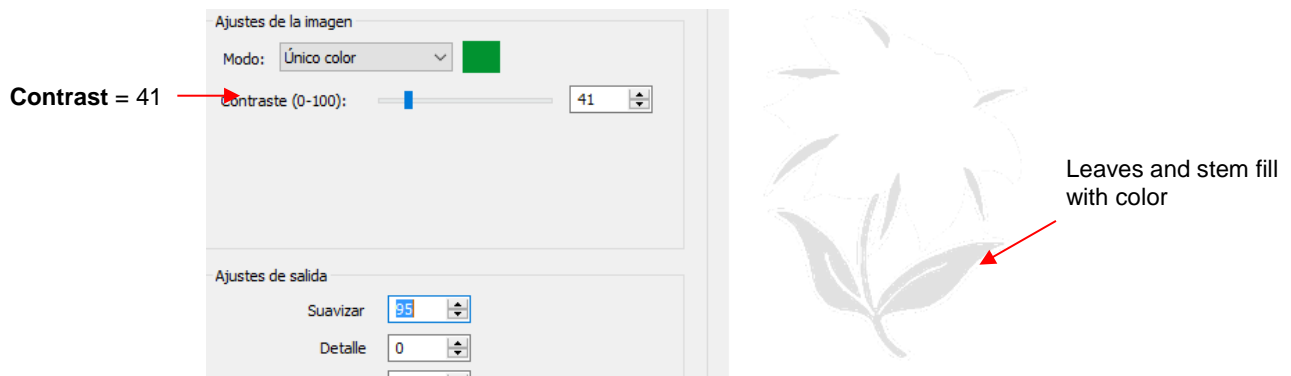 Ajustes de la imagen
Modo: Único color
Contrast = 41
Contraste (0-100): 41
Leaves and stem fill
with color
Ajustes de salida
Suavizar 95
Detalle 0